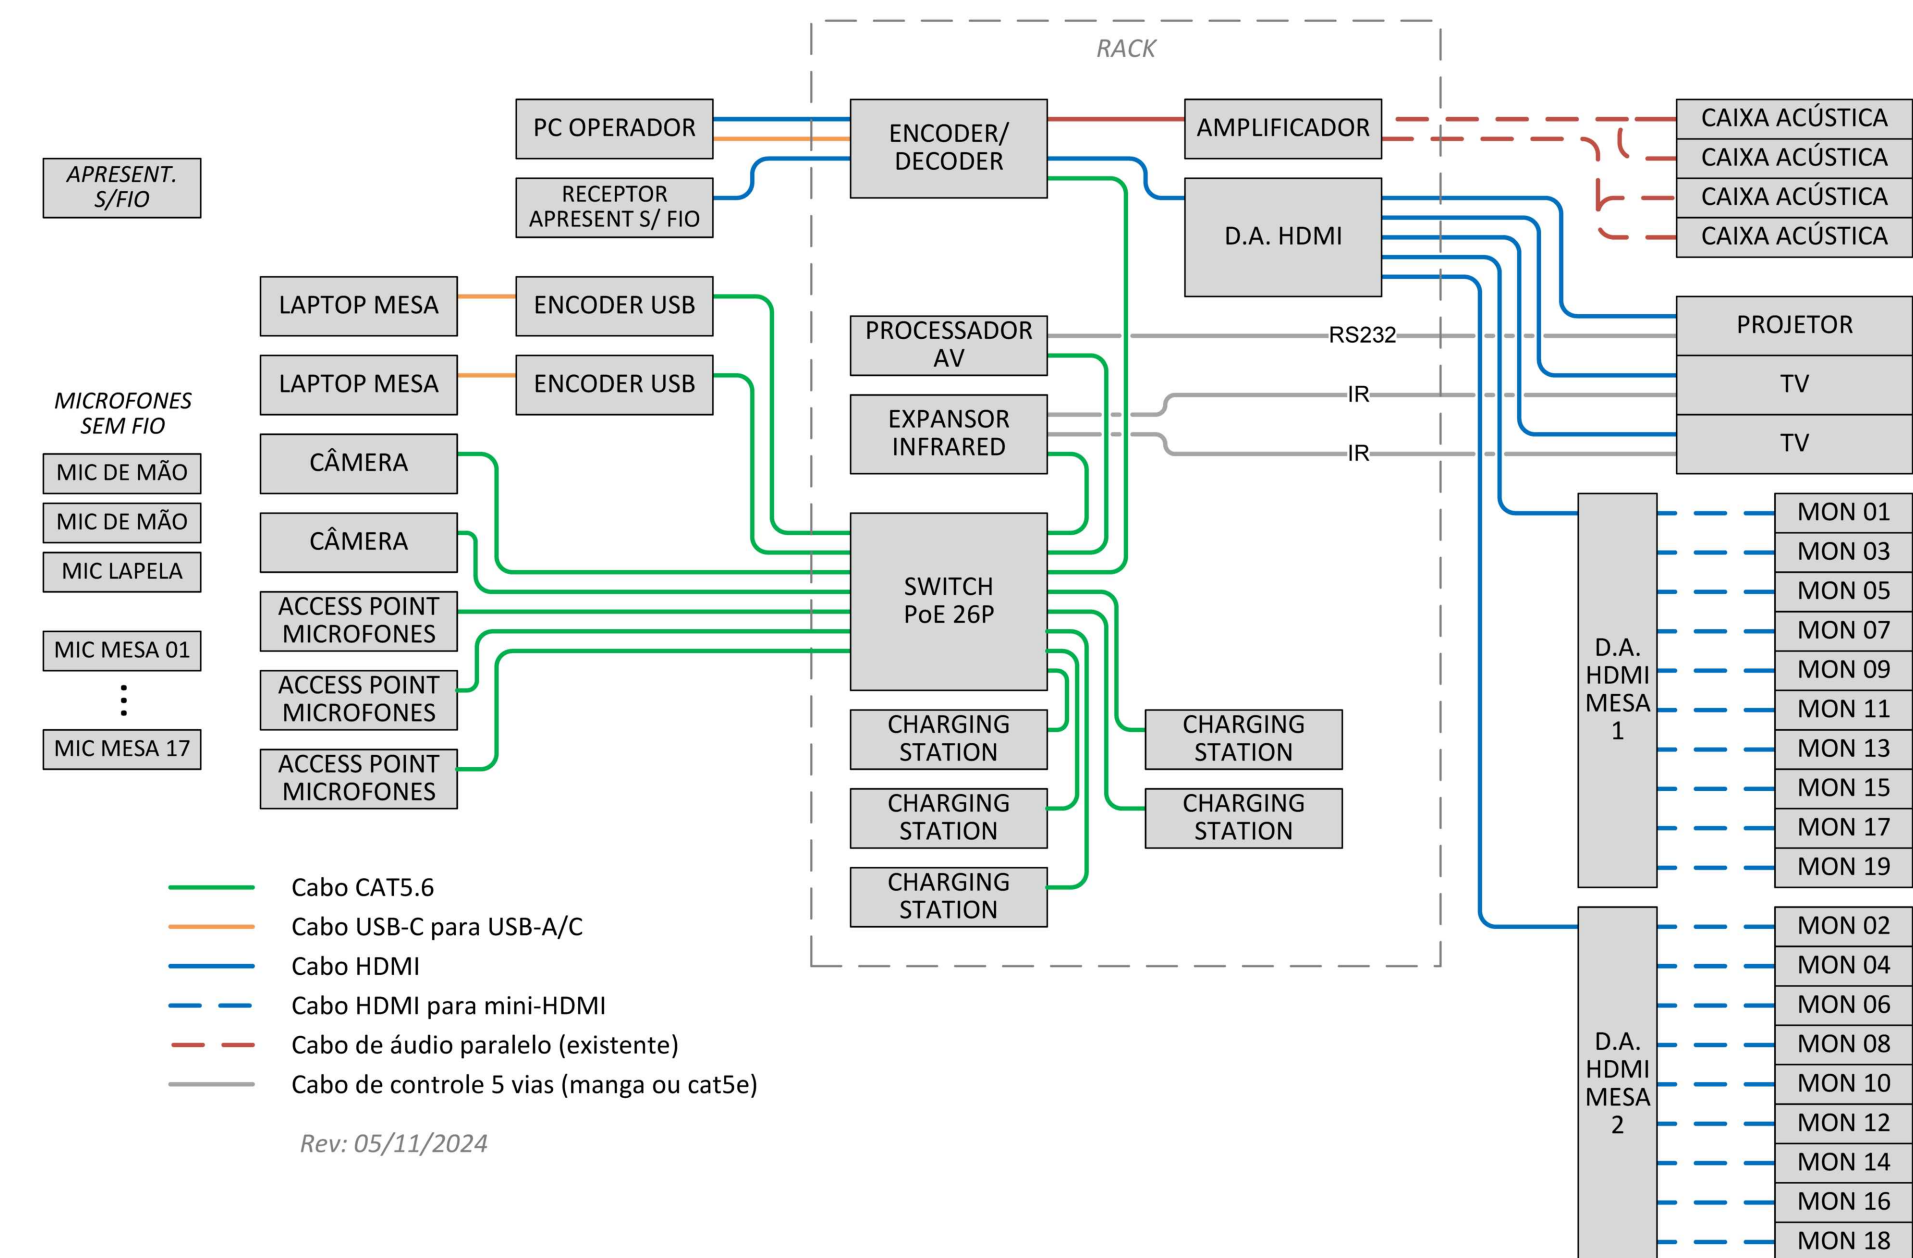 RACK
PC OPERADOR
ENCODER/
DECODER
AMPLIFICADOR
CAIXA ACÚSTICA
CAIXA ACÚSTICA
CAIXA ACÚSTICA
CAIXA ACÚSTICA
APRESENT.
S/FIO
RECEPTOR
APRESENT S/ FIO
D.A. HDMI
LAPTOP MESA
ENCODER USB
PROCESSADOR
AV
RS232
PROJETOR
LAPTOP MESA
ENCODER USB
IR
TV
MICROFONES
SEM FIO
EXPANSOR
INFRARED
IR
TV
MIC DE MÃO
MIC DE MÃO
MIC LAPELA
MIC MESA 01
MIC MESA 17
CÂMERA
CÂMERA
ACCESS POINT
MICROFONES
ACCESS POINT
MICROFONES
ACCESS POINT
MICROFONES
SWITCH
PoE 26P
CHARGING
STATION
CHARGING
STATION
CHARGING
STATION
CHARGING
STATION
CHARGING
STATION
D.A.
HDMI
MESA
1
MON 01
MON 03
MON 05
MON 07
MON 09
MON 11
MON 13
MON 15
MON 17
MON 19
D.A.
HDMI
MESA
2
MON 02
MON 04
MON 06
MON 08
MON 10
MON 12
MON 14
MON 16
MON 18
Cabo CAT5.6
Cabo USB-C para USB-A/C
Cabo HDMI
Cabo HDMI para mini-HDMI
Cabo de áudio paralelo (existente)
Cabo de controle 5 vias (manga ou cat5e)
Rev: 05/11/2024